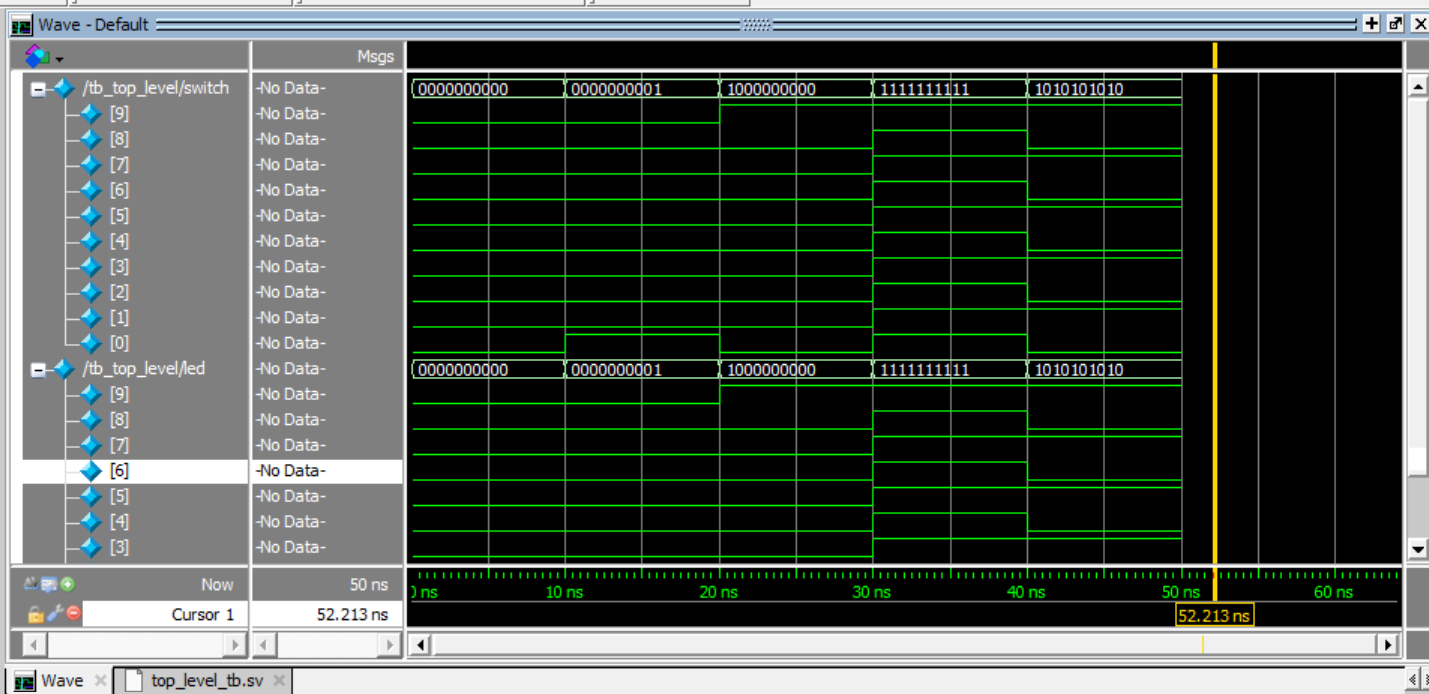 Wave - Default
Msgs
/tb_top_level/switch -No Data- 0000000000 0000000001 1000000000 1111111111 1010101010
[9] -No Data-
[8] -No Data-
[7] -No Data-
[6] -No Data-
[5] -No Data-
[4] -No Data-
[3] -No Data-
[2] -No Data-
[1] -No Data-
[0] -No Data-
/tb_top_level/led -No Data- 0000000000 0000000001 1000000000 1111111111 1010101010
[9] -No Data-
[8] -No Data-
[7] -No Data-
[6] -No Data-
[5] -No Data-
[4] -No Data-
[3] -No Data-
Now 50 ns ns 10 ns 20 ns 30 ns 40 ns 50 ns 60 ns
Cursor 1 52.213 ns 52.213 ns
Wave top_level_tb.sv